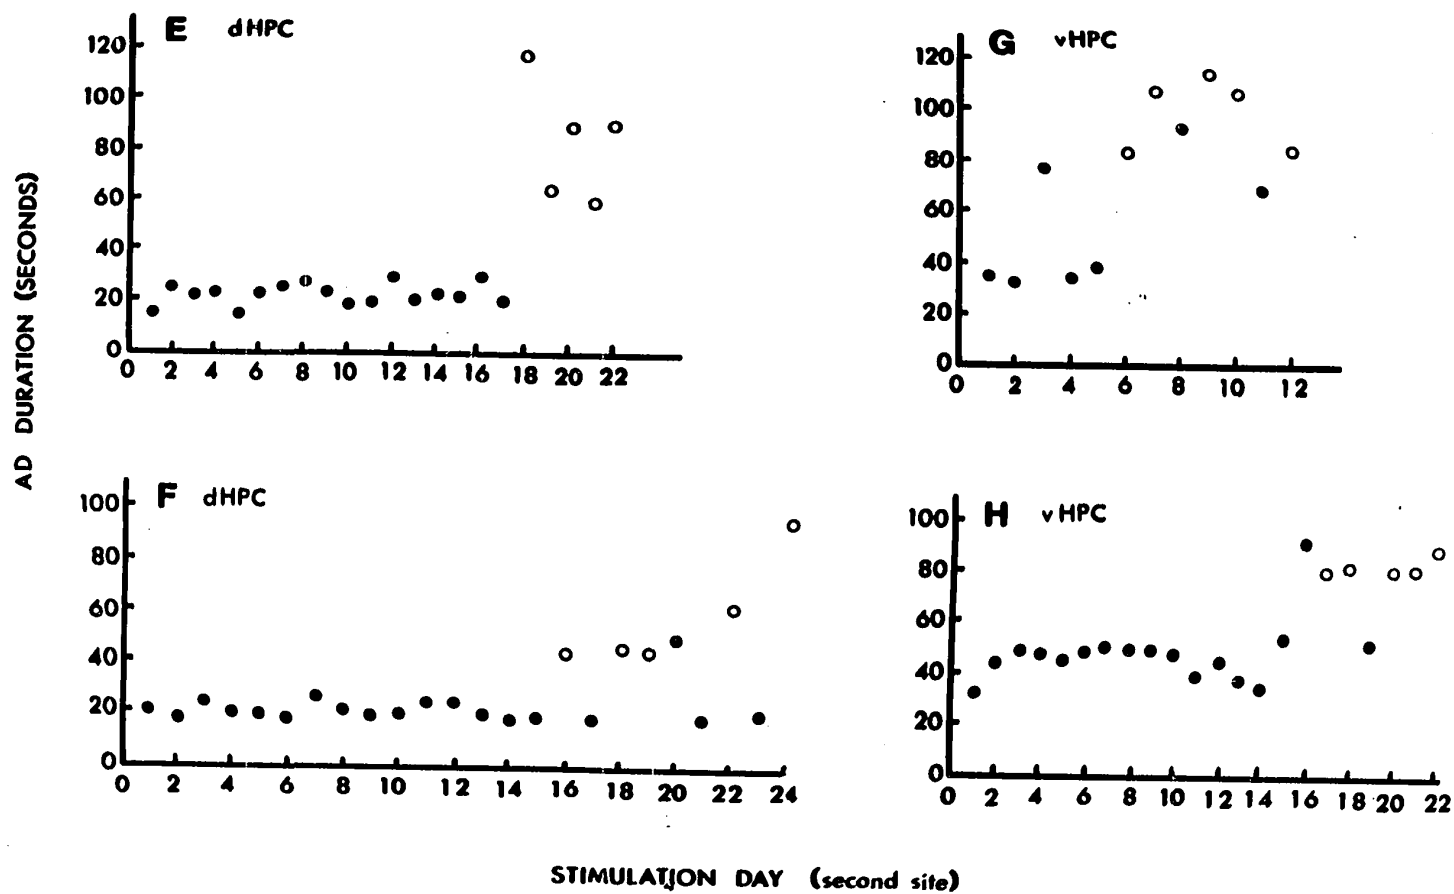 E dHPC
120
100
80
60
40
20
0
0 2 4 6 8 10 12 14 16 18 20 22
G vHPC
120
100
80
60
40
20
0
0 2 4 6 8 10 12
AD DURATION (SECONDS)
F dHPC
100
80
60
40
20
0
0 2 4 6 8 10 12 14 16 18 20 22 24
H vHPC
100
80
60
40
20
0
0 2 4 6 8 10 12 14 16 18 20 22
STIMULATION DAY (second site)